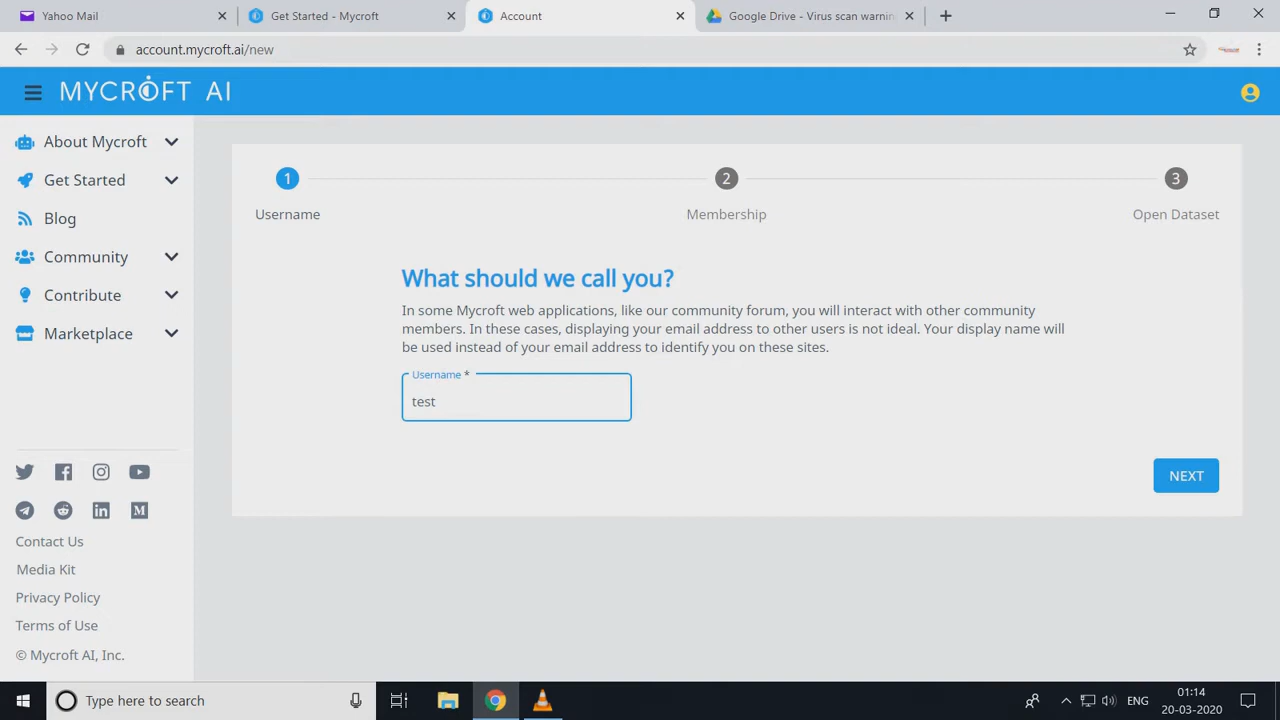 Yahoo Mail
Get Started - Mycroft
Account
Google Drive - Virus scan warnin
account.mycroft.ai/new
MYCROFT AI
About Mycroft
Get Started
Blog
Community
Contribute
Marketplace
Contact Us
Media Kit
Privacy Policy
Terms of Use
© Mycroft AI, Inc.
1
Username
2
Membership
3
Open Dataset
What should we call you?
In some Mycroft web applications, like our community forum, you will interact with other community
members. In these cases, displaying your email address to other users is not ideal. Your display name will
be used instead of your email address to identify you on these sites.
Username *
test
NEXT
Type here to search
ENG
01:14
20-03-2020